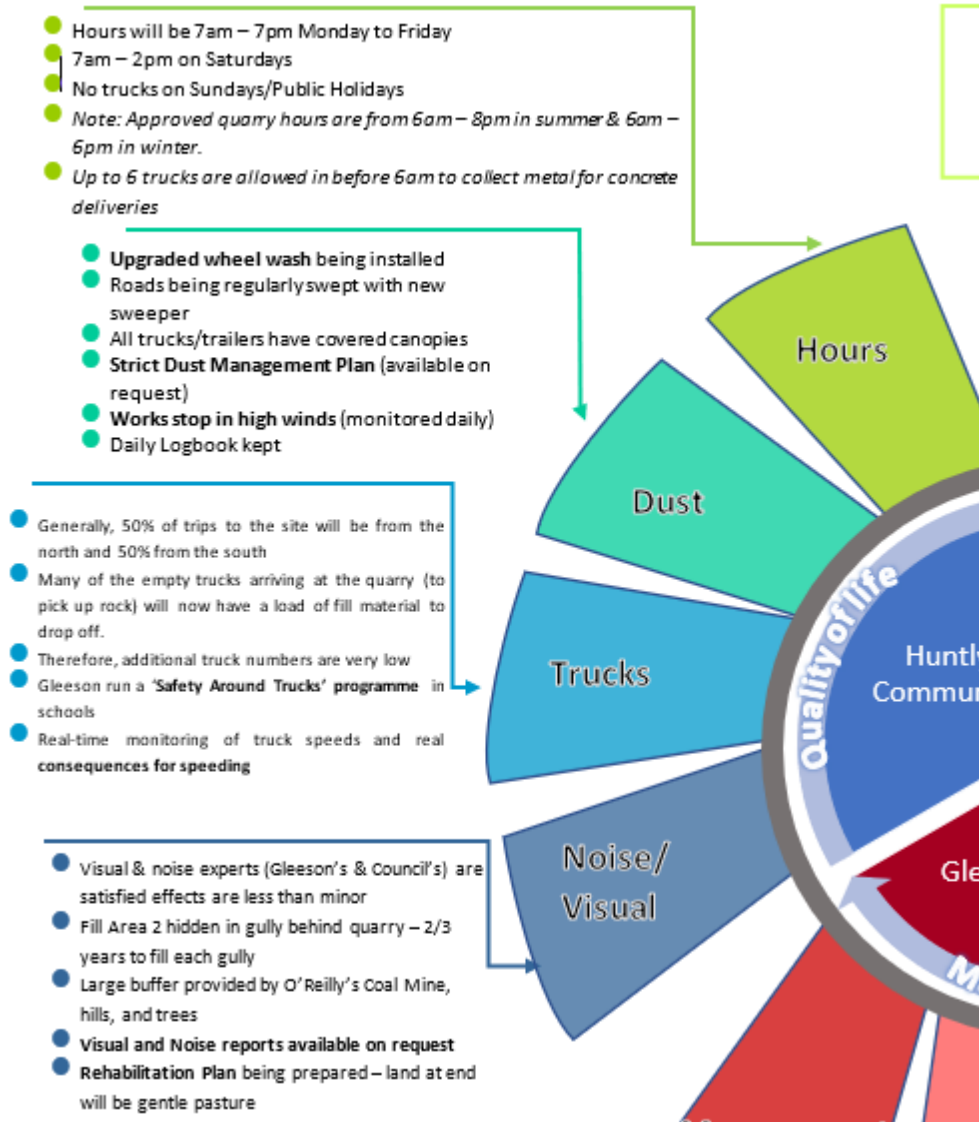 Hours will be 7am – 7pm Monday to Friday
7am – 2pm on Saturdays
No trucks on Sundays/Public Holidays
Note: Approved quarry hours are from 6am – 8pm in summer & 6am –
6pm in winter.
Up to 6 trucks are allowed in before 6am to collect metal for concrete
deliveries
Hours
Upgraded wheel wash being installed
Roads being regularly swept with new
sweeper
All trucks/trailers have covered canopies
Strict Dust Management Plan (available on
request)
Works stop in high winds (monitored daily)
Daily Logbook kept
Dust
Generally, 50% of trips to the site will be from the
north and 50% from the south
Many of the empty trucks arriving at the quarry (to
pick up rock) will now have a load of fill material to
drop off.
Therefore, additional truck numbers are very low
Gleeson run a 'Safety Around Trucks' programme in
schools
Real-time monitoring of truck speeds and real
consequences for speeding
Trucks
Quality of life
Huntly
Commun
Visual & noise experts (Gleeson's & Council's) are
satisfied effects are less than minor
Fill Area 2 hidden in gully behind quarry – 2/3
years to fill each gully
Large buffer provided by O'Reilly's Coal Mine,
hills, and trees
Visual and Noise reports available on request
Rehabilitation Plan being prepared – land at end
will be gentle pasture
Noise/
Visual
Glee
M